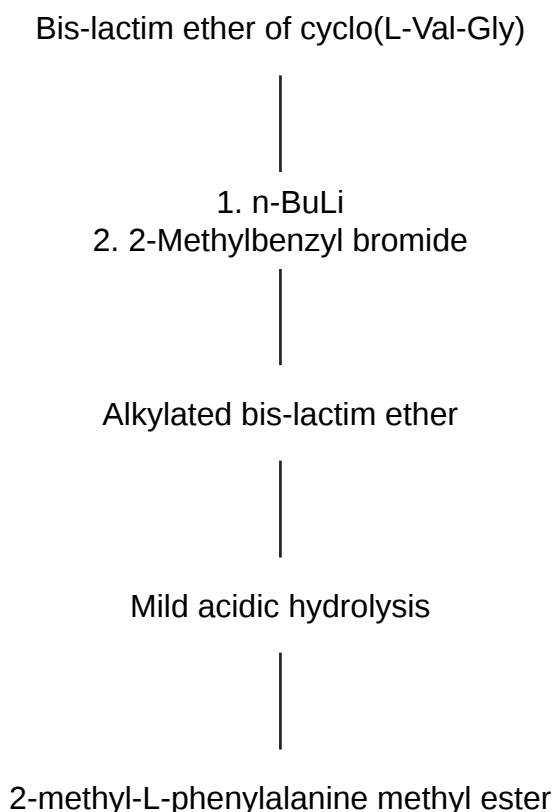 Bis-lactim ether of cyclo(L-Val-Gly)
1. n-BuLi
2. 2-Methylbenzyl bromide
Alkylated bis-lactim ether
Mild acidic hydrolysis
2-methyl-L-phenylalanine methyl ester